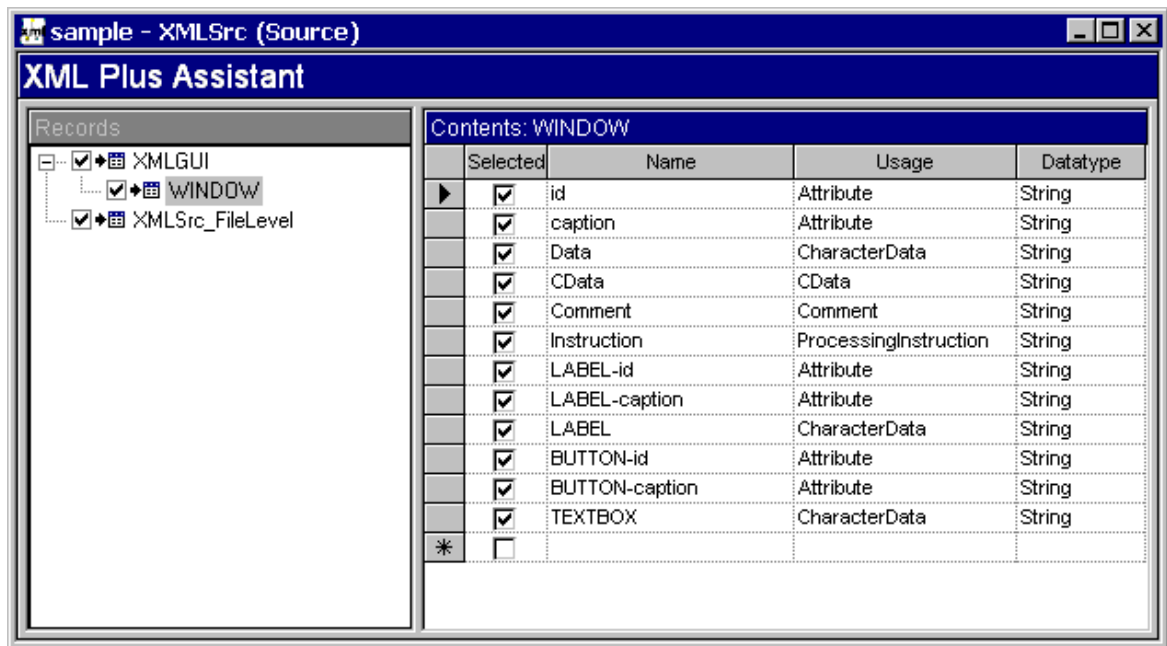 sample - XMLSrc (Source)
XML Plus Assistant
Records
XMLGUI
WINDOW
XMLSrc_FileLevel
Contents: WINDOW
Selected Name Usage Datatype
id Attribute String
caption Attribute String
Data CharacterData String
CData CData String
Comment Comment String
Instruction ProcessingInstruction String
LABEL-id Attribute String
LABEL-caption Attribute String
LABEL CharacterData String
BUTTON-id Attribute String
BUTTON-caption Attribute String
TEXTBOX CharacterData String